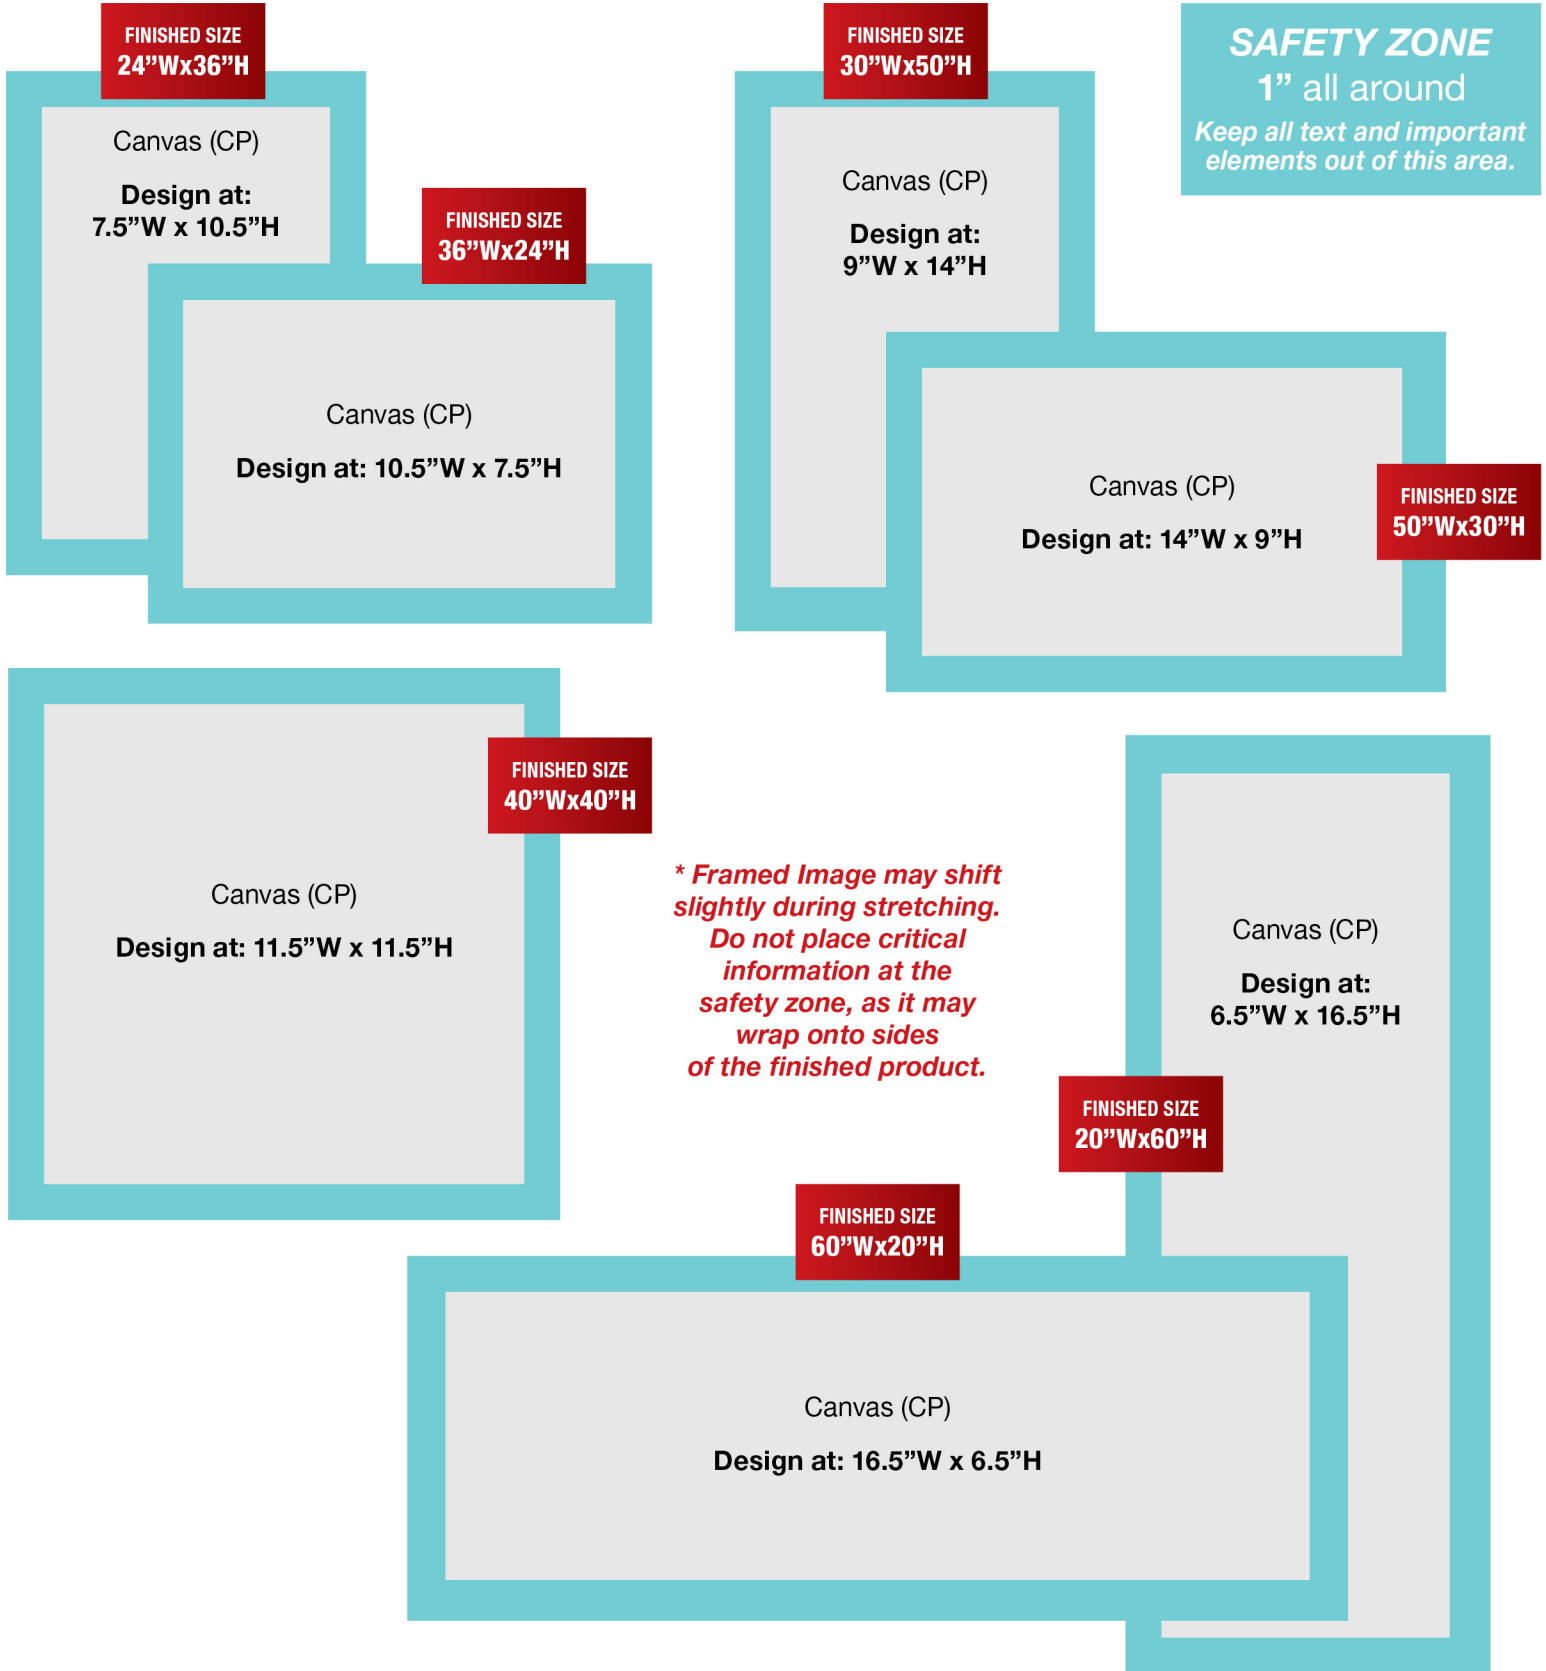 FINISHED SIZE
24”Wx36”H
Canvas (CP)
Design at:
7.5”W x 10.5”H
FINISHED SIZE
36”Wx24”H
Canvas (CP)
Design at: 10.5”W x 7.5”H
FINISHED SIZE
30”Wx50”H
Canvas (CP)
Design at:
9”W x 14”H
SAFETY ZONE
1” all around
Keep all text and important
elements out of this area.
Canvas (CP)
Design at: 14”W x 9”H
FINISHED SIZE
50”Wx30”H
FINISHED SIZE
40”Wx40”H
Canvas (CP)
Design at: 11.5”W x 11.5”H
* Framed Image may shift
slightly during stretching.
Do not place critical
information at the
safety zone, as it may
wrap onto sides
of the finished product.
Canvas (CP)
Design at:
6.5”W x 16.5”H
FINISHED SIZE
20”Wx60”H
FINISHED SIZE
60”Wx20”H
Canvas (CP)
Design at: 16.5”W x 6.5”H